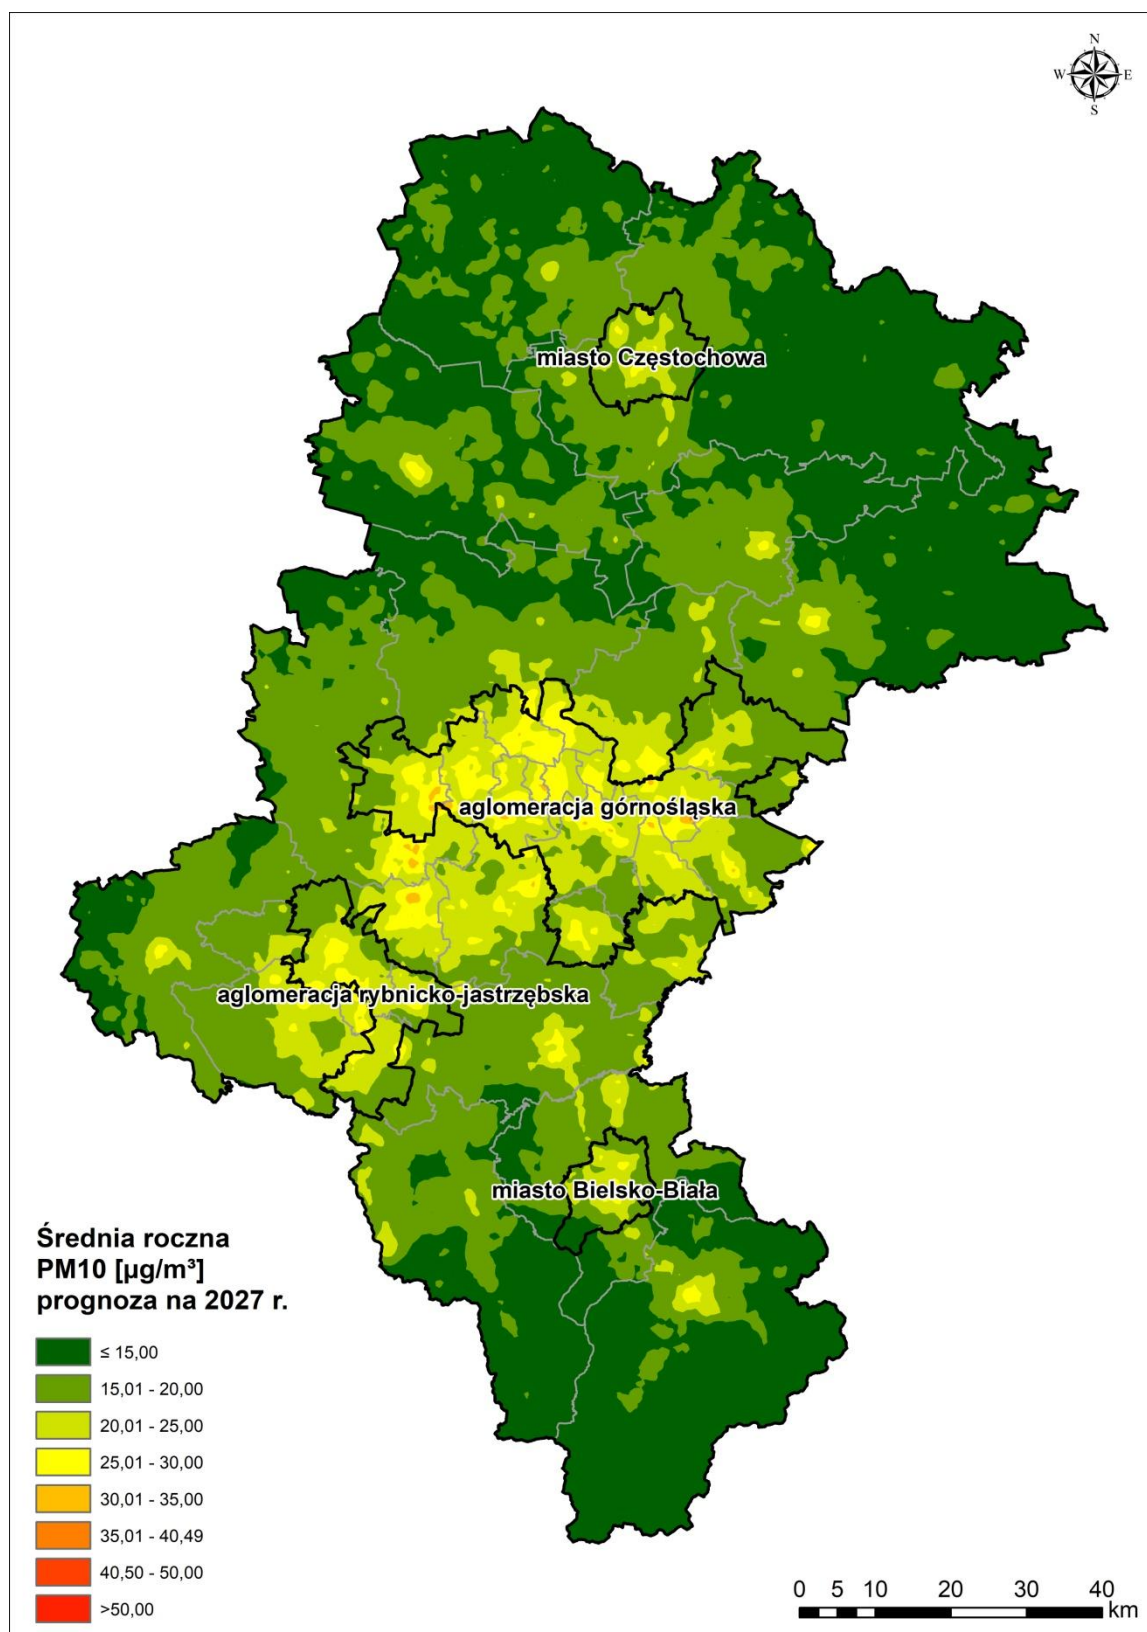 N
W E
S
miasto Częstochowa
aglomeracja górnośląska
aglomeracja rybnicko-jastrzębska
miasto Bielsko-Biała
Średnia roczna
PM10 [µg/m³]
prognoza na 2027 r.
≤ 15,00
15,01 - 20,00
20,01 - 25,00
25,01 - 30,00
30,01 - 35,00
35,01 - 40,49
40,50 - 50,00
>50,00
0 5 10 20 30 40
km